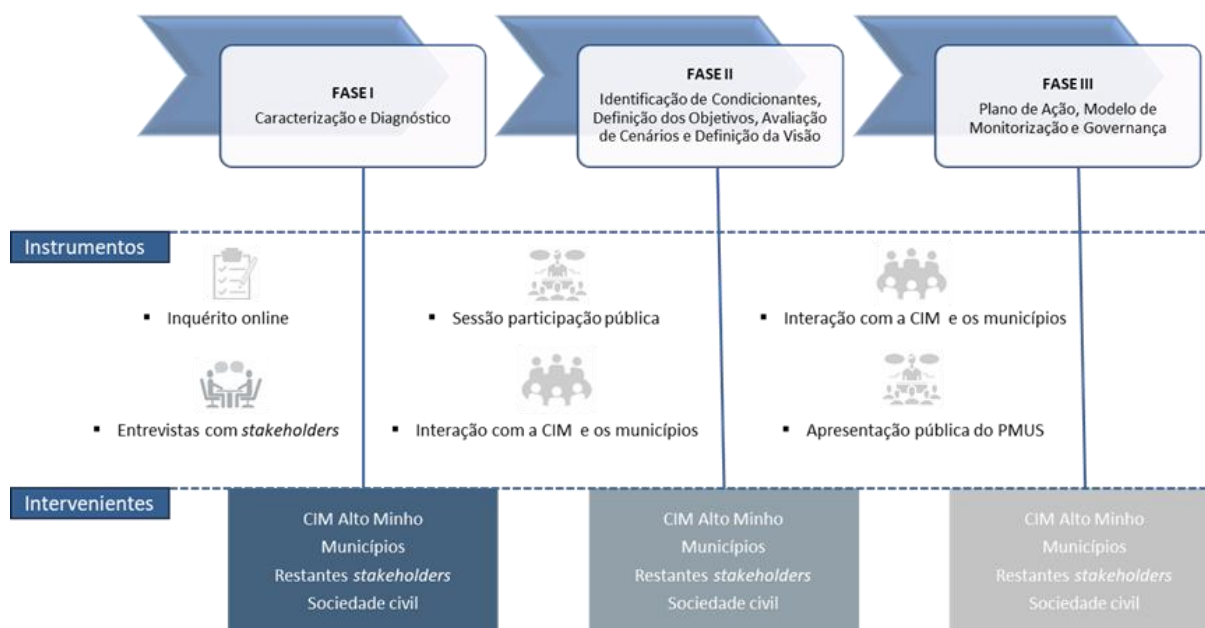 FASE I
Caracterização e Diagnóstico
FASE II
Identificação de Condicionantes,
Definição dos Objetivos, Avaliação
de Cenários e Definição da Visão
FASE III
Plano de Ação, Modelo de
Monitorização e Governança
Instrumentos
▪ Inquérito online
▪ Sessão participação pública
▪ Interação com a CIM e os municípios
▪ Entrevistas com stakeholders
▪ Interação com a CIM e os municípios
▪ Apresentação pública do PMUS
Intervenientes
CIM Alto Minho
Municípios
Restantes stakeholders
Sociedade civil
CIM Alto Minho
Municípios
Restantes stakeholders
Sociedade civil
CIM Alto Minho
Municípios
Restantes stakeholders
Sociedade civil